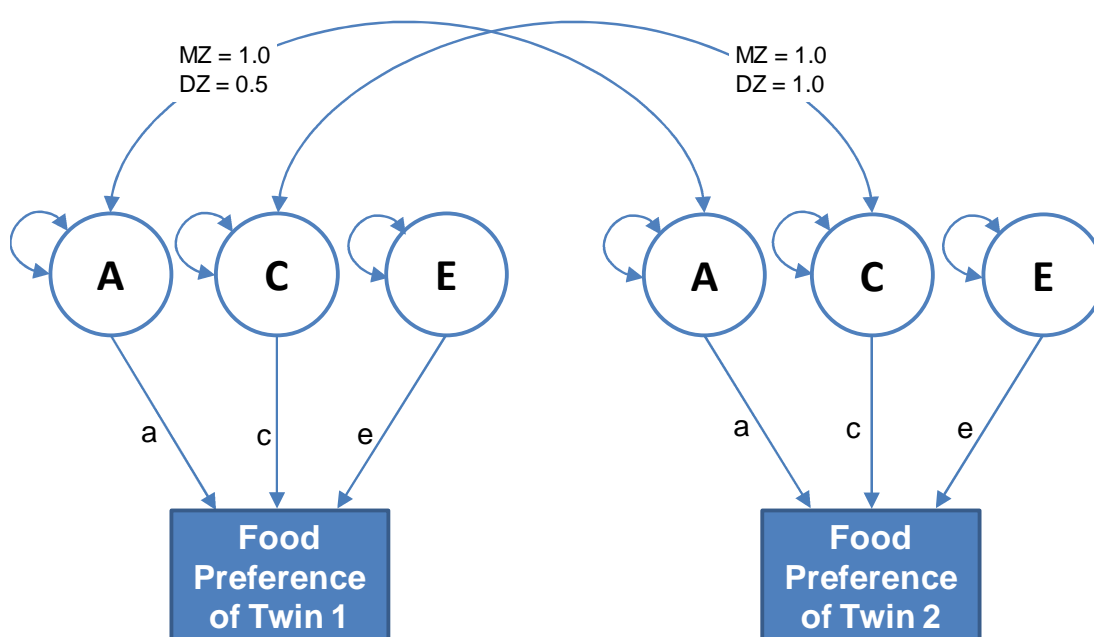 MZ = 1.0
DZ = 0.5
MZ = 1.0
DZ = 1.0
A
C
E
A
C
E
a
c
e
a
c
e
Food
Preference
of Twin 1
Food
Preference
of Twin 2